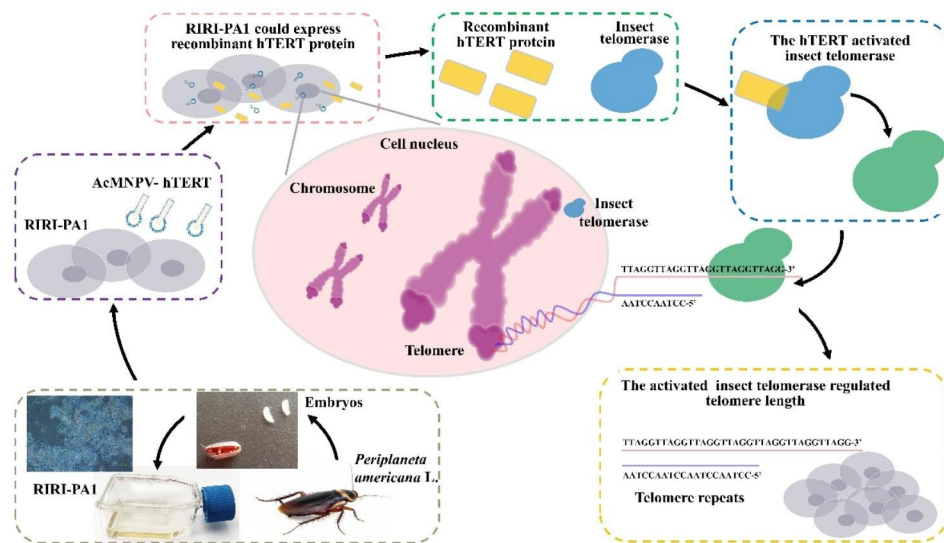 RIRI-PA1 could express
recombinant hTERT protein
Recombinant
hTERT protein
Insect
telomerase
The hTERT activated
insect telomerase
AcMNPV- hTERT
RIRI-PA1
Cell nucleus
Chromosome
Insect
telomerase
Telomere
TTAGGTTAGGTTAGGTTAGGTTAGG-3'
AATCCAATCC-5'
Embryos
Periplaneta
americana L.
RIRI-PA1
The activated insect telomerase regulated
telomere length
TTAGGTTAGGTTAGGTTAGGTTAGGTTAGGTTAGG-3'
AATCCAATCCAATCCAATCC-5'
Telomere repeats